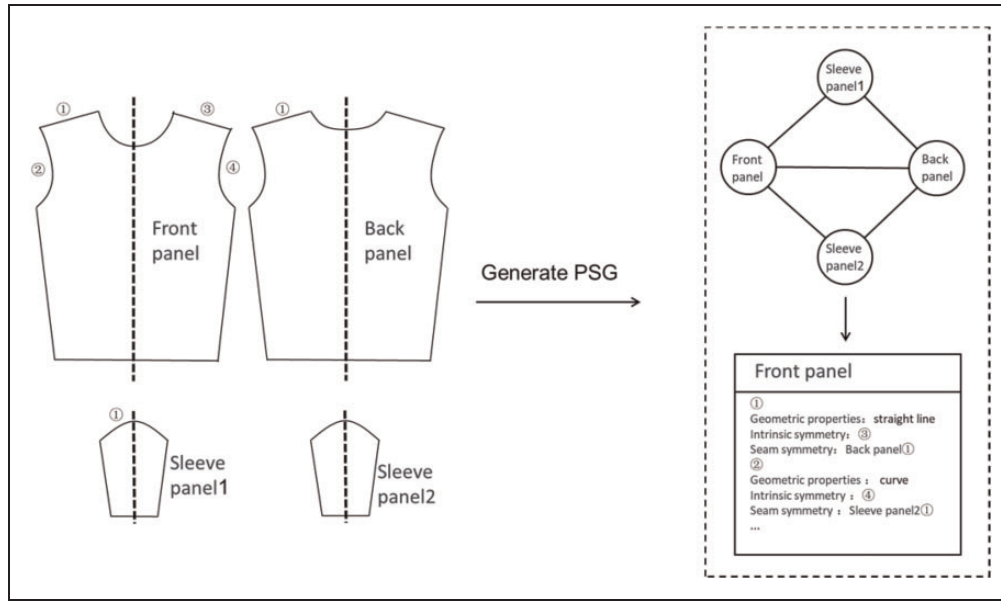 ①
③
①
②
④
Front
panel
Back
panel
①
Sleeve
panel1
Sleeve
panel2
Generate PSG
Sleeve
panel1
Front
panel
Back
panel
Sleeve
panel2
Front panel
①
Geometric properties：straight line
Intrinsic symmetry：③
Seam symmetry：Back panel①
②
Geometric properties：curve
Intrinsic symmetry：④
Seam symmetry：Sleeve panel2①
...